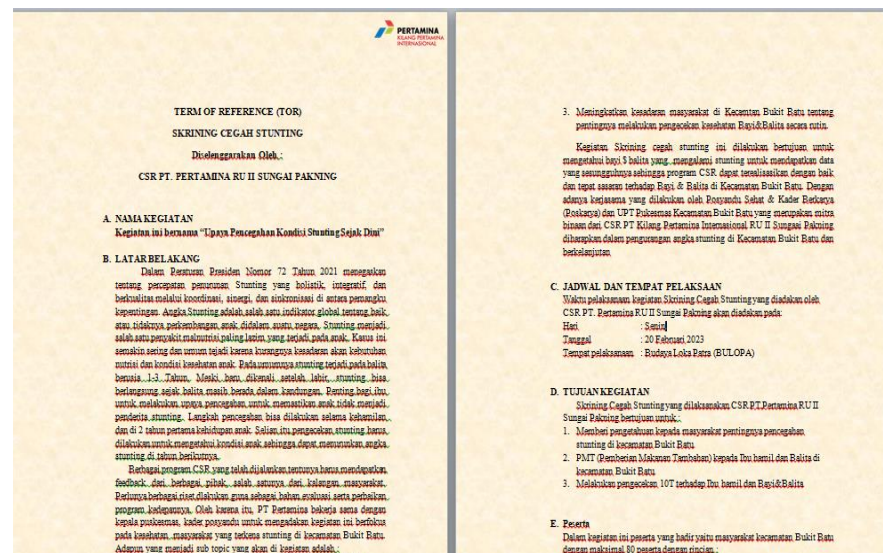 PERTAMINA
KILANG PERTAMINA
INTERNASIONAL
TERM OF REFERENCE (TOR)
SKRINING CEGAH STUNTING
Diselenggarakan Oleh :
CSR PT. PERTAMINA RU II SUNGAI PAKNING
A. NAMA KEGIATAN
Kegiatan ini bernama “Upaya Pencegahan Kondisi Stunting Sejak Dini”
B. LATAR BELAKANG
Dalam Peraturan Presiden Nomor 72 Tahun 2021 menegaskan
tentang percepatan penurunan Stunting yang holistik, integratif, dan
berkualitas melalui koordinasi, sinergi, dan sinkronisasi di antara pemangku
kepentingan. Angka Stunting adalah salah satu indikator global tentang baik
atau tidaknya perkembangan anak didalam suatu negara. Stunting menjadi
salah satu penyakit malnutrisi paling lazim yang terjadi pada anak. Kasus ini
semakin sering dan umum tejadi karena kurangnya kesadaran akan kebutuhan
nutrisi dan kondisi kesehatan anak. Pada umumnya stunting terjadi pada balita
berusia 1-3 Tahun. Meski baru dikenali setelah lahir, stunting bisa
berlangsung sejak balita masih berada dalam kandungan. Penting bagi ibu
untuk melakukan upaya pencegahan untuk memastikan anak tidak menjadi
penderita stunting. Langkah pencegahan bisa dilakukan selama kehamilan
dan di 2 tahun pertama kehidupan anak. Selian itu pengecekan stunting harus
dilakukan untuk mengetahui kondisi anak sehingga dapat menurunkan angka
stunting di tahun berikutnya.
Berbagai program CSR yang telah dijalankan tentunya harus mendapatkan
feedback dari berbagai pihak, salah satunya dari kalangan masyarakat.
Perlunya berbagai riset dlakukan guna sebagai bahan evaluasi serta perbaikan
program kedepannya. Oleh karena itu, PT Pertamina bekerja sama dengan
kepala puskesmas, kader posyandu untuk mengadakan kegiatan ini berfokus
pada kesehatan masyarakat yang terkena stunting di kecamatan Bukit Batu.
Adapun yang menjadi sub topic yang akan di kegiatan adalah :
3. Meningkatkan kesadaran masyarakat di Kecamtan Bukit Batu tentang
pentingnya melakukan pengecekan kesehatan Bayi&Balita secara rutin.
Kegiatan Skrining cegah stunting ini dilakukan bertujuan untuk
mengetahui bayi $ balita yang mengalami stunting untuk mendapatkan data
yang sesungguhnya sehingga program CSR dapat terealisasikan dengan baik
dan tepat sasaran terhadap Bayi & Balita di Kecamatan Bukit Batu. Dengan
adanya kerjasama yang dilakukan oleh Posyandu Sehat & Kader Berkarya
(Poskarya) dan UPT Pukesmas Kecamatan Bukit Batu yang merupakan mitra
binaan dari CSR PT Kilang Pertamina Internasional RU II Sungasi Pakning
diharapkan dalam pengurangan angka stunting di Kecamatan Bukit Batu dan
berkelanjutan.
C. JADWAL DAN TEMPAT PELAKSAAN
Waktu pelaksanaan kegiatan Skrining Cegah Stunting yang diadakan oleh
CSR PT. Pertamina RU II Sungai Pakning akan diadakan pada:
Hari : Senin
Tanggal : 20 Februari 2023
Tempat pelaksanaan : Budaya Loka Patra (BULOPA)
D. TUJUAN KEGIATAN
Skrining Cegah Stunting yang dilaksanakan CSR PT.Pertamina RU II
Sungai Pakning bertujuan untuk :
1. Memberi pengetahuan kepada masyarakat pentingnya pencegahan
stunting di kecamatan Bukit Batu
2. PMT (Pemberian Makanan Tambahan) kepada Ibu hamil dan Balita di
kecamatan Bukit Batu
3. Melakukan pengecekan 10T terhadap Ibu hamil dan Bayi&Balita
E. Peserta
Dalam kegiatan ini peserta yang hadir yaitu masyarakat kecamatan Bukit Batu
dengan maksimal 80 peserta dengan rincian :